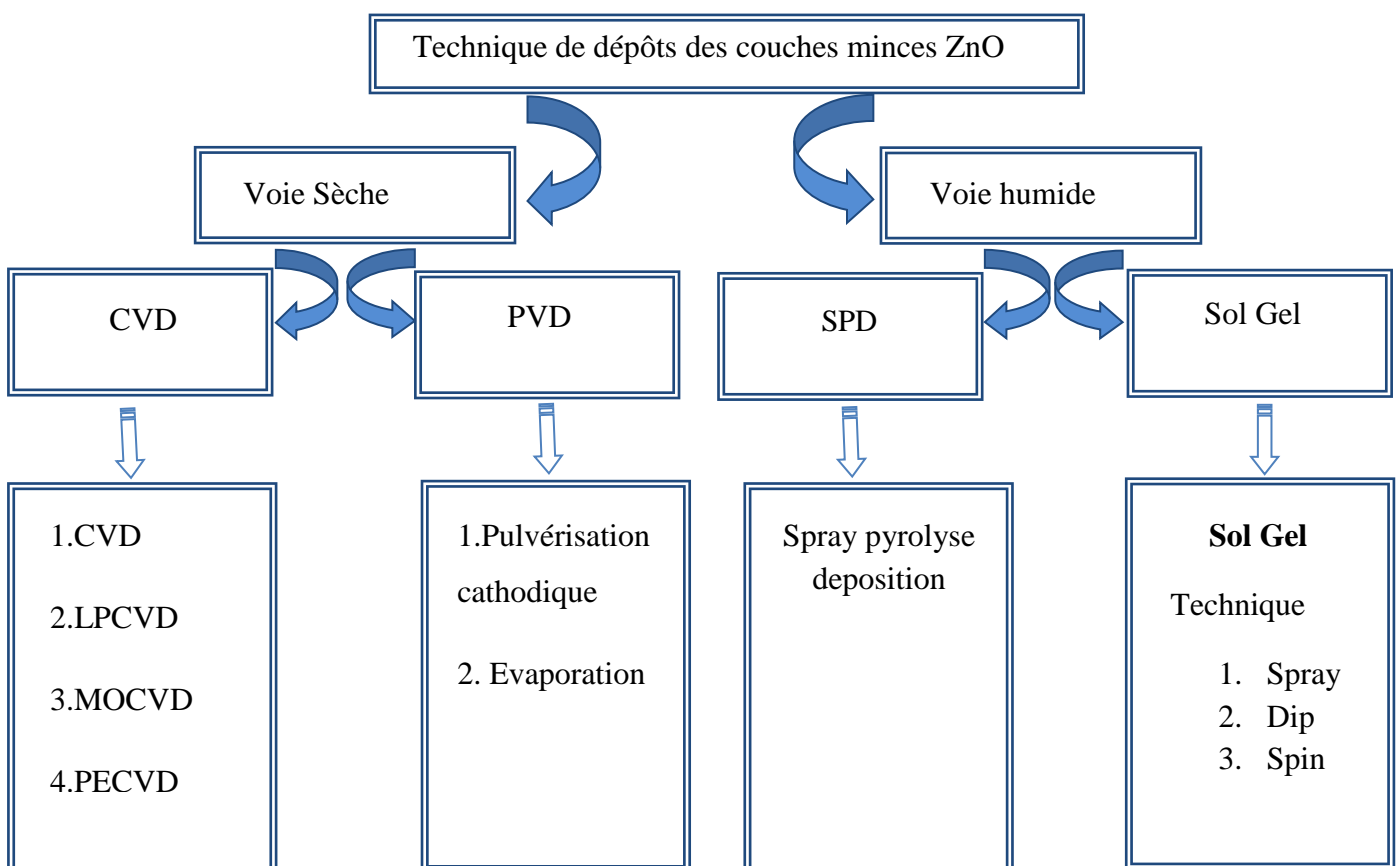 Technique de dépôts des couches minces ZnO
Voie Sèche
Voie humide
CVD
PVD
SPD
Sol Gel
1.CVD
2.LPCVD
3.MOCVD
4.PECVD
1.Pulvérisation
cathodique
2. Evaporation
Spray pyrolyse
deposition
Sol Gel
Technique
1. Spray
2. Dip
3. Spin